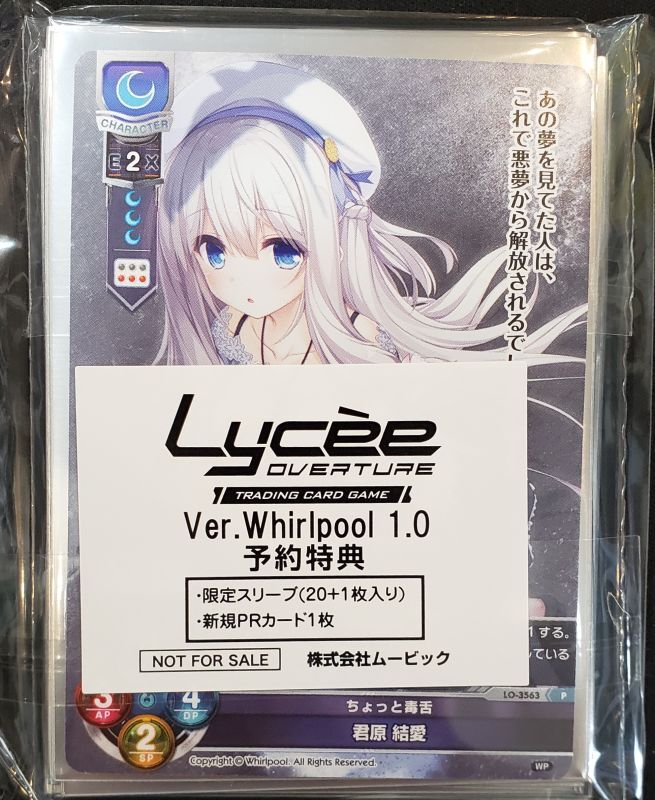 CHARACTER
E 2 X
あの夢を見てた人は、
これで悪夢から解放されるで
Lycèe
OVERTURE
TRADING CARD GAME
Ver.Whirlpool 1.0
予約特典
・限定スリーブ(20+1枚入り)
・新規PRカード1枚
NOT FOR SALE
株式会社ムービック
1する。
ている
LO-3563 P
3 AP
4 DP
2 SP
ちょっと毒舌
君原 結愛
Copyright © Whirlpool. All Rights Reserved.
WP